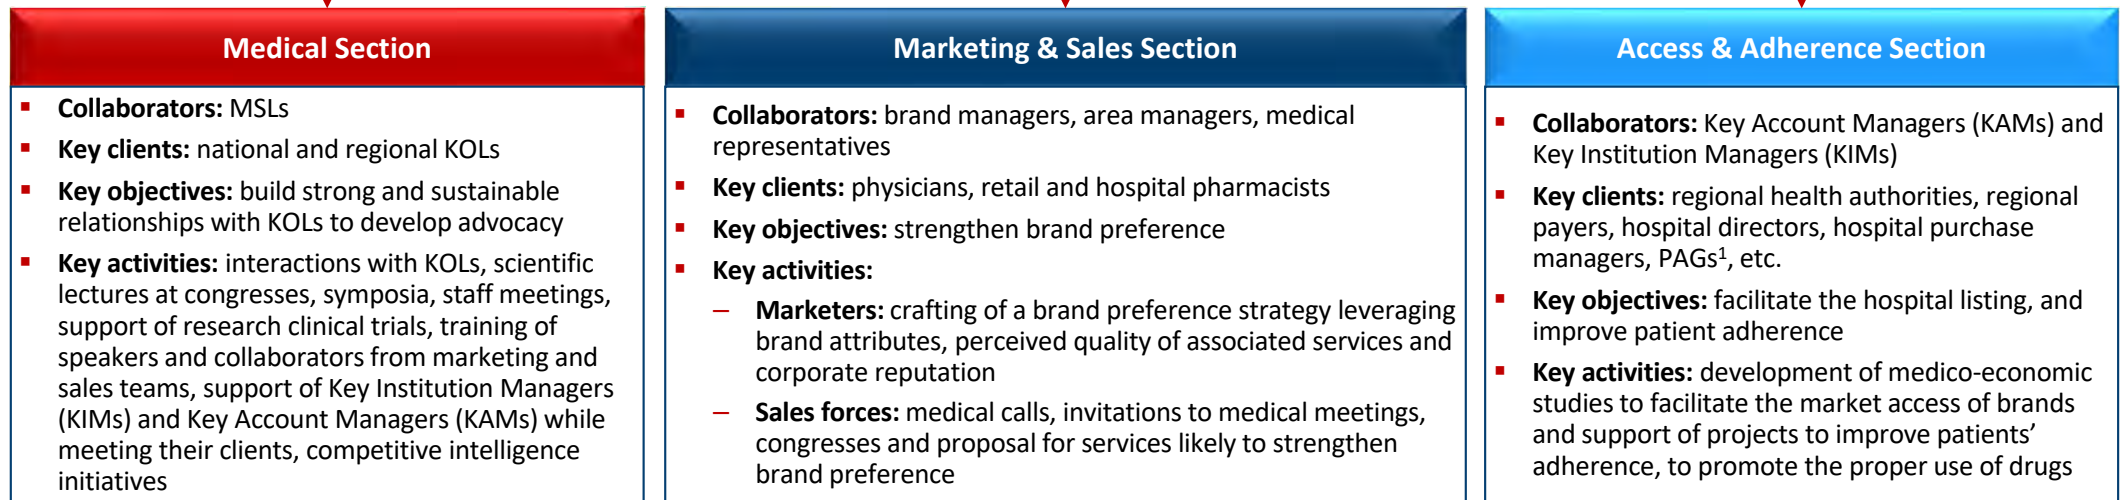 Medical Section
▪ Collaborators: MSLs
▪ Key clients: national and regional KOLs
▪ Key objectives: build strong and sustainable
relationships with KOLs to develop advocacy
▪ Key activities: interactions with KOLs, scientific
lectures at congresses, symposia, staff meetings,
support of research clinical trials, training of
speakers and collaborators from marketing and
sales teams, support of Key Institution Managers
(KIMs) and Key Account Managers (KAMs) while
meeting their clients, competitive intelligence
initiatives
Marketing & Sales Section
▪ Collaborators: brand managers, area managers, medical
representatives
▪ Key clients: physicians, retail and hospital pharmacists
▪ Key objectives: strengthen brand preference
▪ Key activities:
– Marketers: crafting of a brand preference strategy leveraging
brand attributes, perceived quality of associated services and
corporate reputation
– Sales forces: medical calls, invitations to medical meetings,
congresses and proposal for services likely to strengthen
brand preference
Access & Adherence Section
▪ Collaborators: Key Account Managers (KAMs) and
Key Institution Managers (KIMs)
▪ Key clients: regional health authorities, regional
payers, hospital directors, hospital purchase
managers, PAGs¹, etc.
▪ Key objectives: facilitate the hospital listing, and
improve patient adherence
▪ Key activities: development of medico-economic
studies to facilitate the market access of brands
and support of projects to improve patients’
adherence, to promote the proper use of drugs